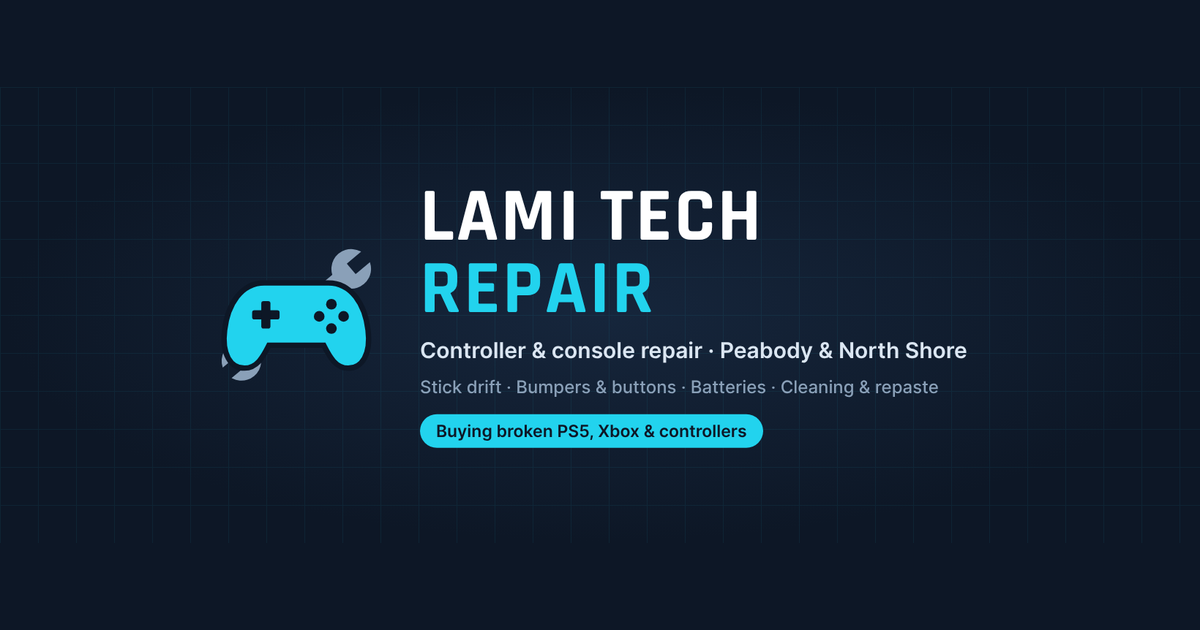 LAMI TECH
REPAIR
Controller & console repair · Peabody & North Shore
Stick drift · Bumpers & buttons · Batteries · Cleaning & repaste
Buying broken PS5, Xbox & controllers